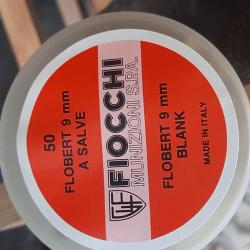 50
FLOBERT 9 mm
A SALVE
FIOCCHI
MUNIZIONI S.P.A.
FLOBERT 9 mm
BLANK
MADE IN ITALY